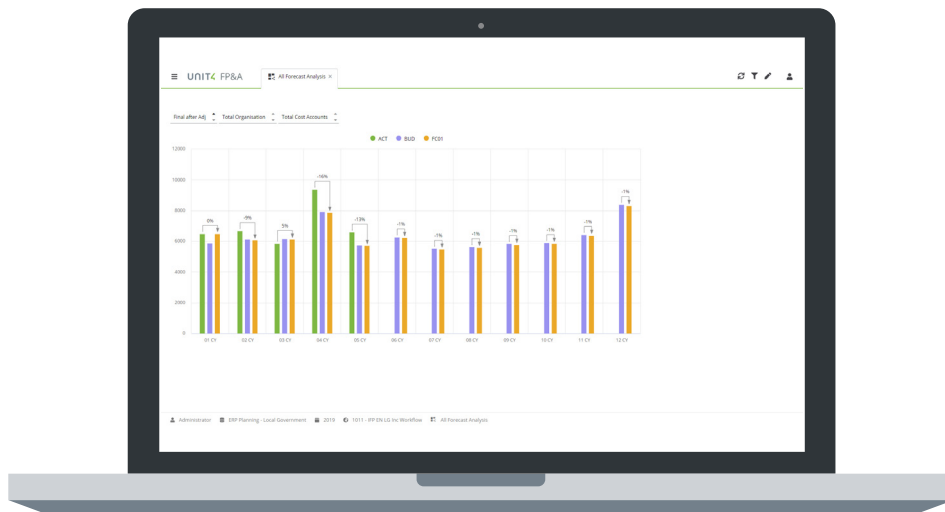 UNIT4 FP&A
All Forecast Analysis ×
Final after Adj Total Organisation Total Cost Accounts
ACT BUD FC01
12000
10000
8000
6000
4000
2000
0
0% -9% 5% -16% -13% -1% -1% -1% -1% -1% -1% -1%
01 CY 02 CY 03 CY 04 CY 05 CY 06 CY 07 CY 08 CY 09 CY 10 CY 11 CY 12 CY
Administrator ERP Planning - Local Government 2019 1011 - IPP EN LG Inc Workflow All Forecast Analysis